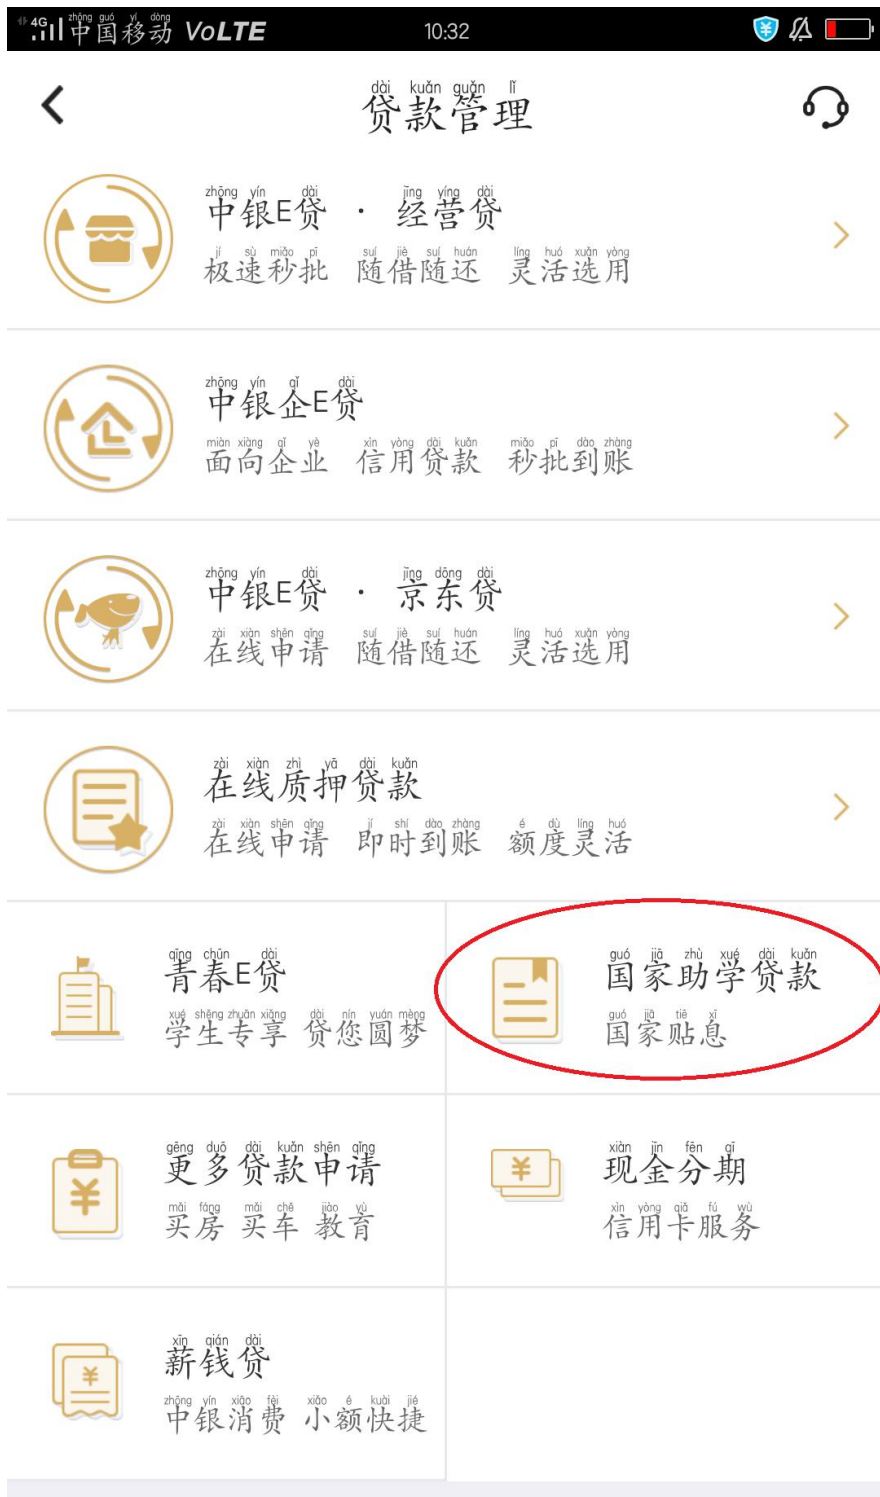 4G 中国移动 VoLTE 10:32
贷款管理
中银E贷 · 经营贷
极速秒批 随借随还 灵活选用
中银企E贷
面向企业 信用贷款 秒批到账
中银E贷 · 京东贷
在线申请 随借随还 灵活选用
在线质押贷款
在线申请 即时到账 额度灵活
青春E贷
学生专享 贷您圆梦
国家助学贷款
国家贴息
更多贷款申请
买房 买车 教育
现金分期
信用卡服务
薪钱贷
中银消费 小额快捷